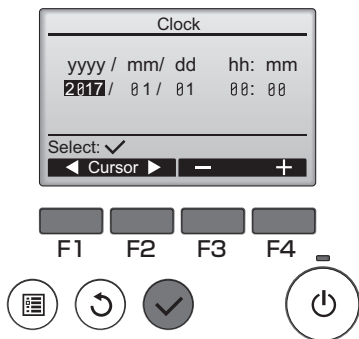 Clock
yyyy / mm/ dd hh: mm
2017/ 01/ 01 00: 00
Select: ✓
◀ Cursor ▶ − +
F1 F2 F3 F4